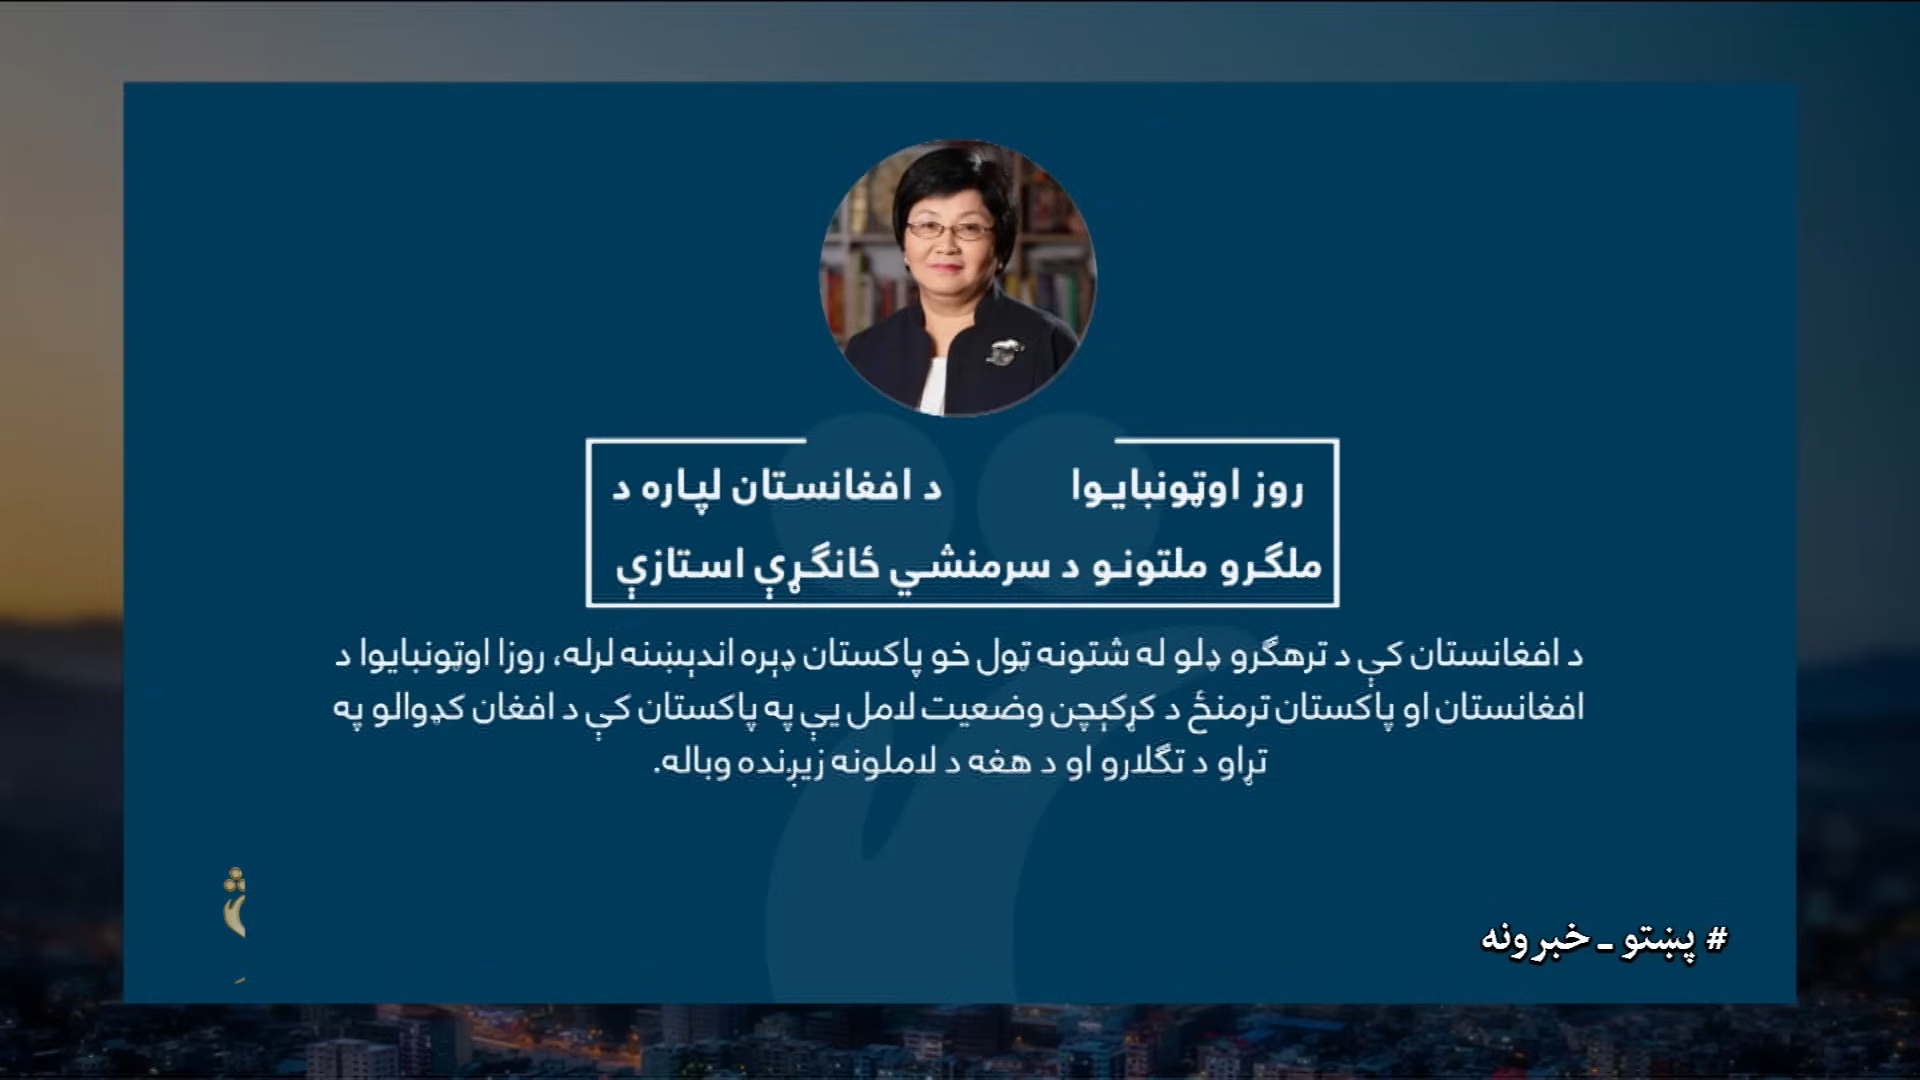 روز اوټونبایوا د افغانستان لپاره د
ملګرو ملتونو د سرمنشي ځانګړې استازې
د افغانستان کې د ترهګرو ډلو له شتونه ټول خو پاکستان ډېره اندېښنه لرله، روزا اوټونبایوا د
افغانستان او پاکستان ترمنځ د کړکېچن وضعیت لامل یې په پاکستان کې د افغان کډوالو په
تړاو د تګلارو او د هغه د لاملونه زیږنده وباله.
# پښتو ـ خبرونه